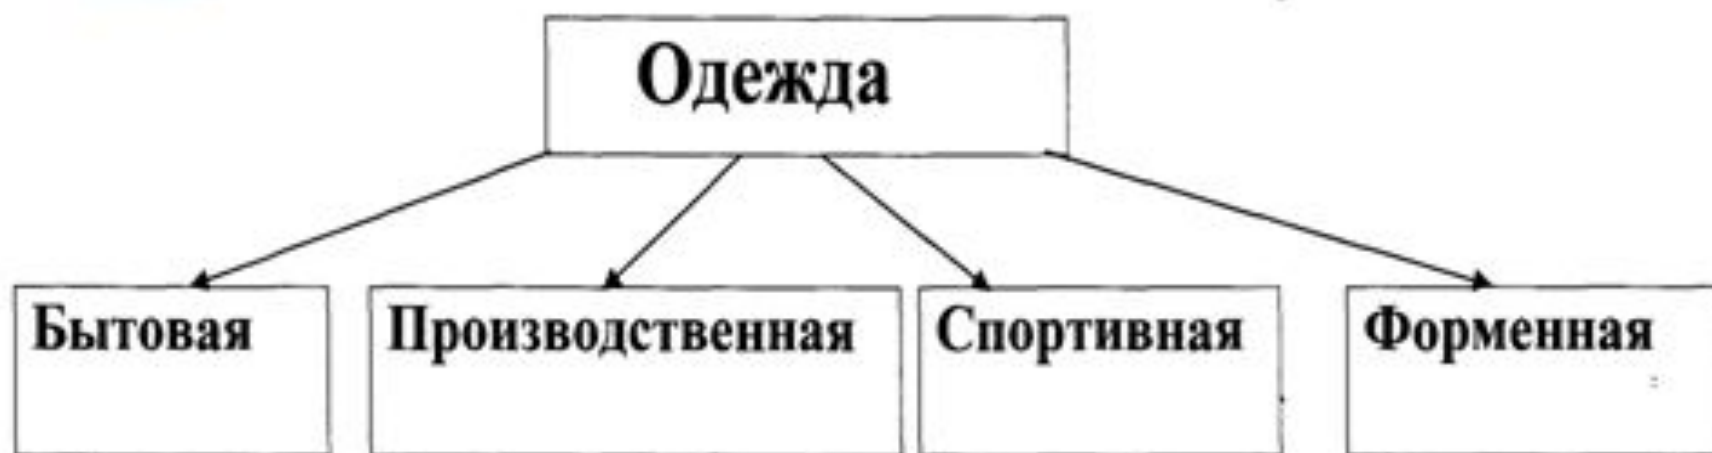 Одежда
Бытовая
Производственная
Спортивная
Форменная